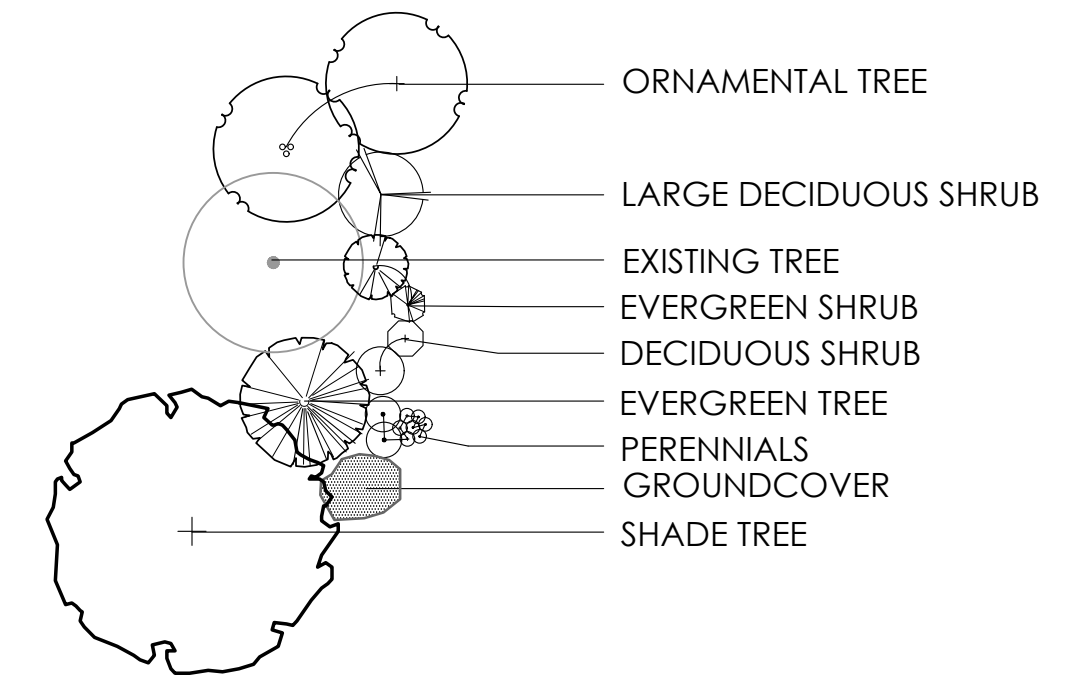 ORNAMENTAL TREE
LARGE DECIDUOUS SHRUB
EXISTING TREE
EVERGREEN SHRUB
DECIDUOUS SHRUB
EVERGREEN TREE
PERENNIALS
GROUNDCOVER
SHADE TREE